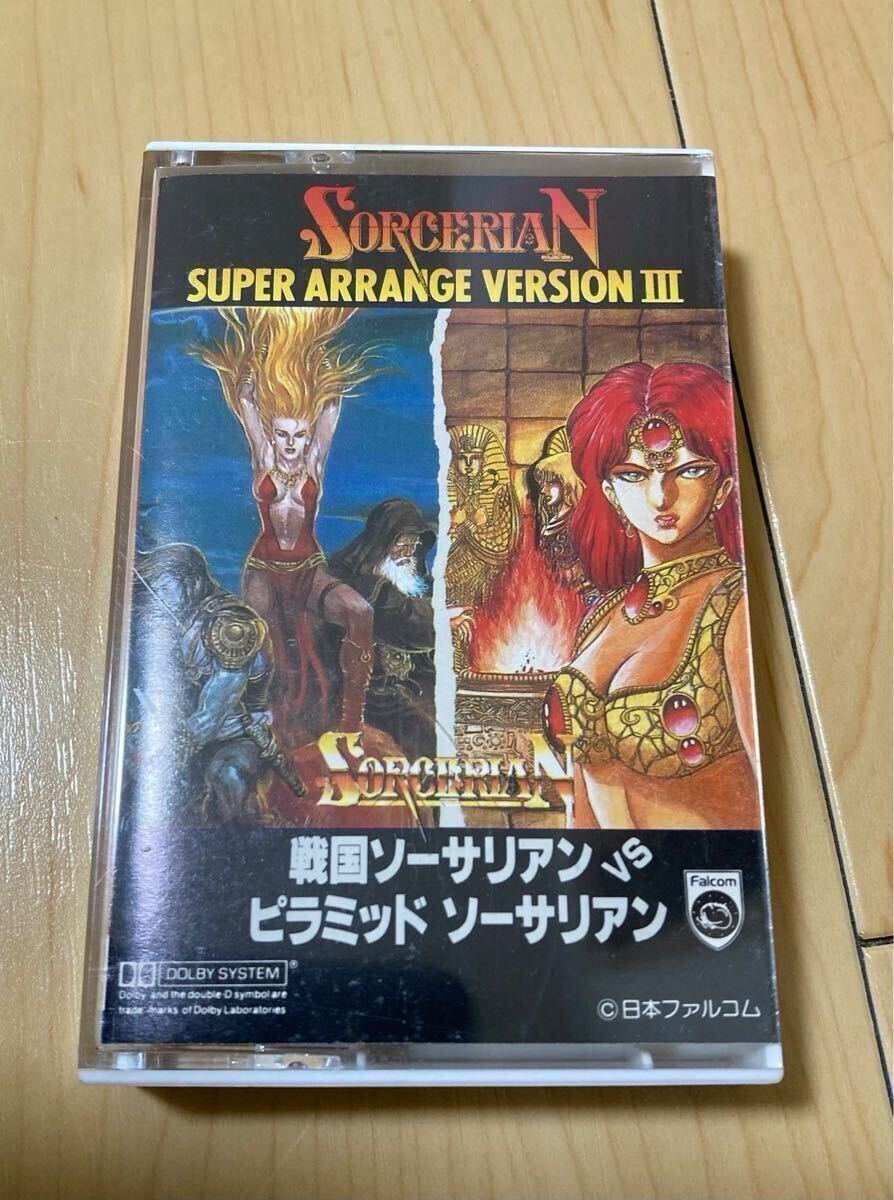 SORCERIAN
SUPER ARRANGE VERSION III
SORCERIAN
戦国ソーサリアン VS
ピラミッド ソーサリアン
Falcom
DOLBY SYSTEM®
Dolby and the double-D symbol are
trade-marks of Dolby Laboratories
©日本ファルコム